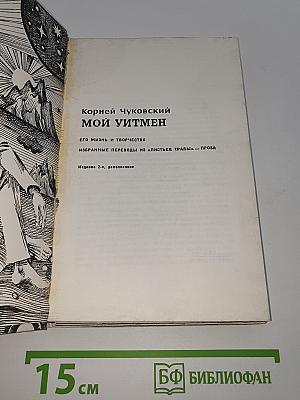 Корней Чуковский
МОЙ УИТМЕН
ЕГО ЖИЗНЬ И ТВОРЧЕСТВО
ИЗБРАННЫЕ ПЕРЕВОДЫ ИЗ «ЛИСТЬЕВ ТРАВЫ» — ПРОЗА
Издание 2-е, дополненное
15 см
БФ БИБЛИОФАН